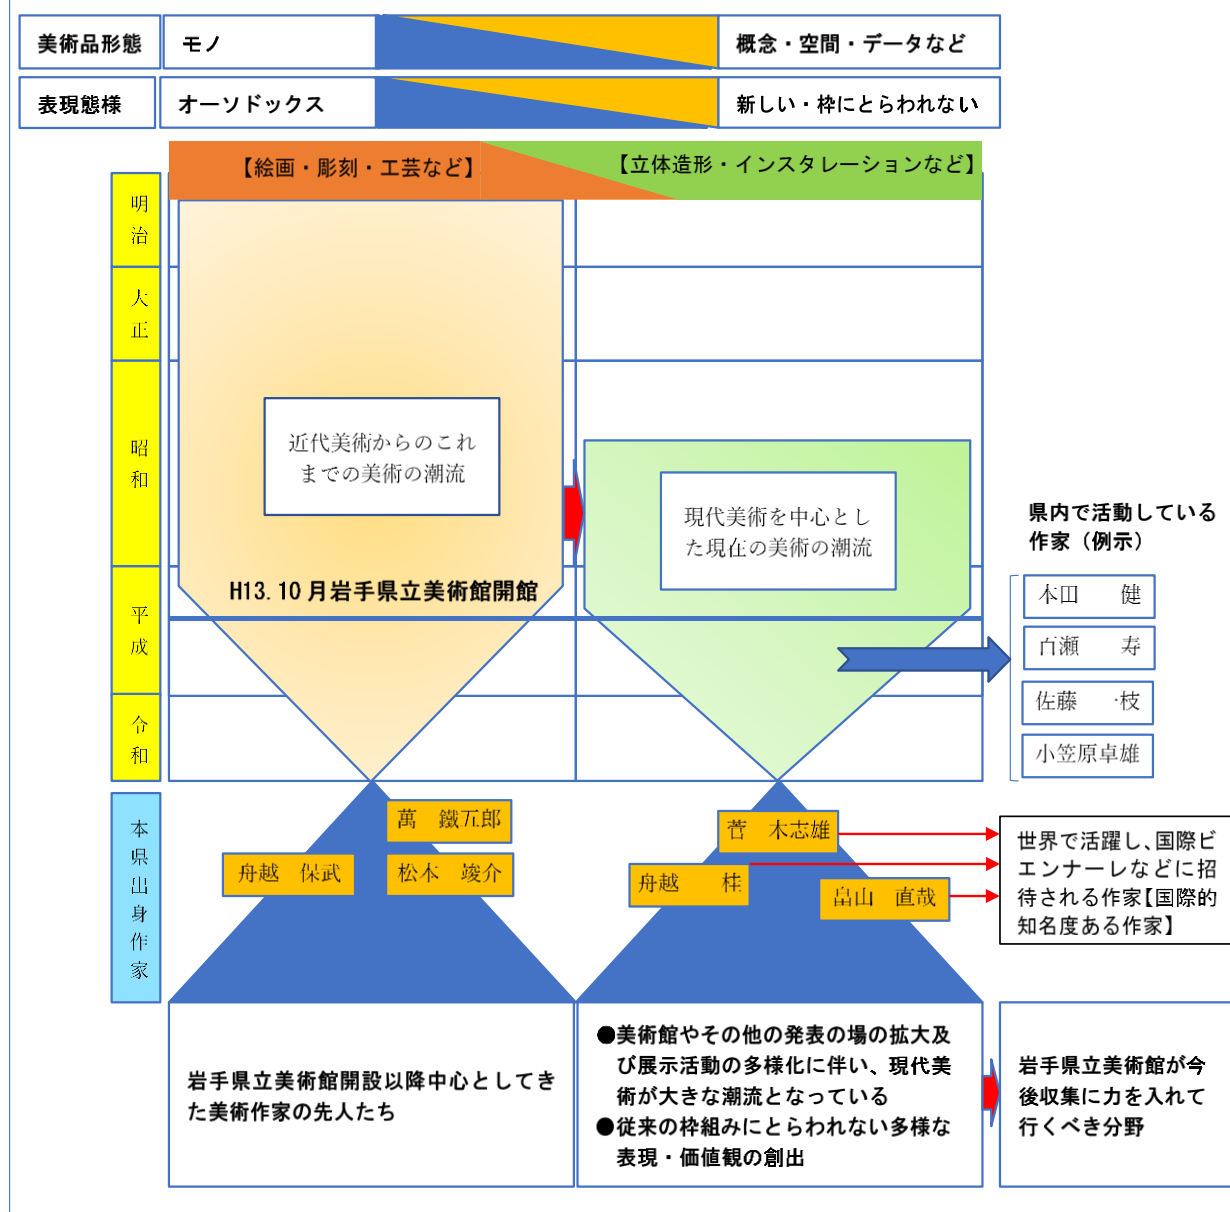 美術品形態
モノ
概念・空間・データなど
表現態様
オーソドックス
新しい・枠にとらわれない
【絵画・彫刻・工芸など】
【立体造形・インスタレーションなど】
明治
大正
昭和
平成
令和
近代美術からのこれ
までの美術の潮流
現代美術を中心とし
た現在の美術の潮流
H13.10月岩手県立美術館開館
県内で活動している
作家（例示）
本田　健
百瀬　寿
佐藤　一枝
小笠原卓雄
本県出身作家
萬　鐵五郎
舟越　保武
松本　竣介
菅　木志雄
舟越　桂
畠山　直哉
世界で活躍し、国際ビ
エンナーレなどに招
待される作家【国際的
知名度ある作家】
岩手県立美術館開設以降中心としてき
た美術作家の先人たち
●美術館やその他の発表の場の拡大及
び展示活動の多様化に伴い、現代美
術が大きな潮流となっている
●従来の枠組みにとらわれない多様な
表現・価値観の創出
岩手県立美術館が今
後収集に力を入れて
行くべき分野